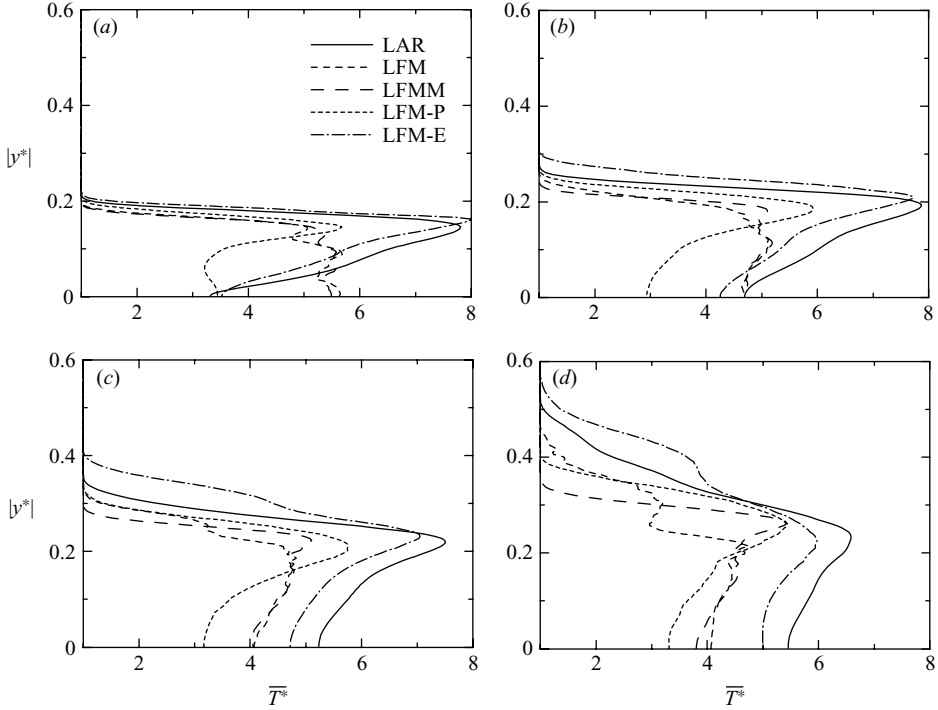 0.6 (a) 0.6 (b)
LAR
LFM
LFMM
LFM-P
LFM-E
0.4 0.4
|y*|
0.2 0.2
0 0
2 4 6 8 2 4 6 8
0.6 (c) 0.6 (d)
0.4 0.4
|y*|
0.2 0.2
0 0
2 4 6 8 2 4 6 8
T̅* T̅*